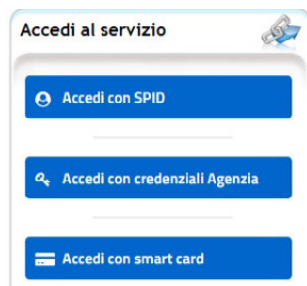 Accedi al servizio
Accedi con SPID
Accedi con credenziali Agenzia
Accedi con smart card